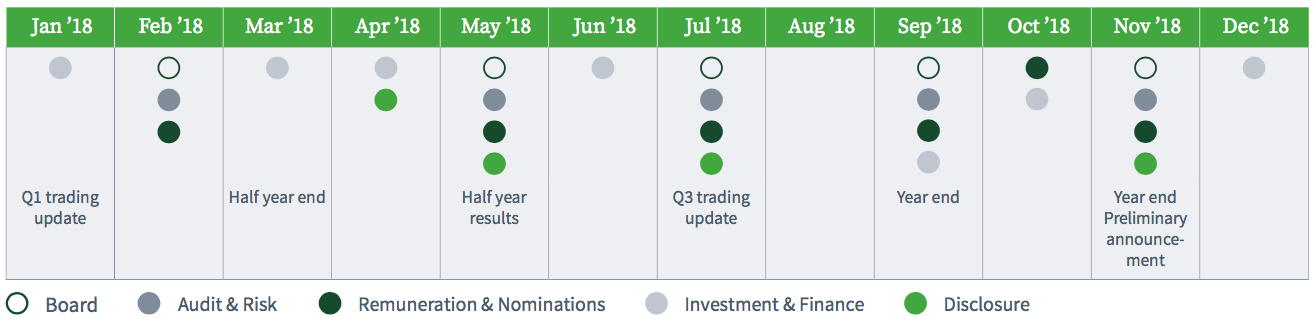 Jan ’18 Feb ’18 Mar ’18 Apr ’18 May ’18 Jun ’18 Jul ’18 Aug ’18 Sep ’18 Oct ’18 Nov ’18 Dec ’18
Q1 trading
update
Half year end
Half year
results
Q3 trading
update
Year end
Year end
Preliminary
announce-
ment
Board Audit & Risk Remuneration & Nominations Investment & Finance Disclosure